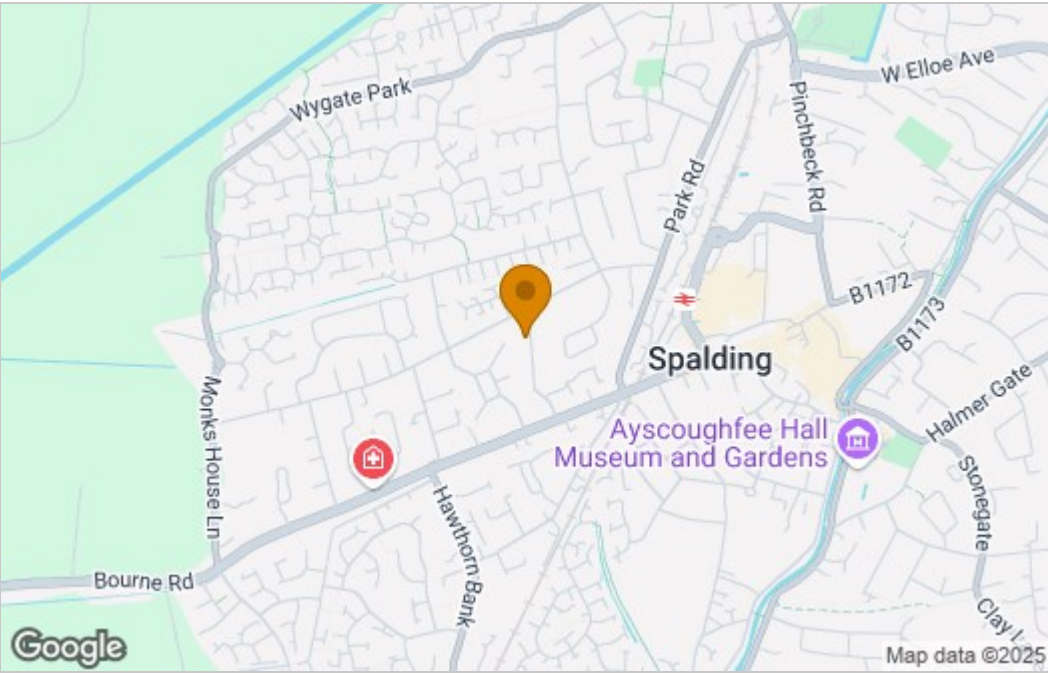 W Elloe Ave
Wygate Park
Pinchbeck Rd
Park Rd
B1172
B1173
Spalding
Halmer Gate
Monks House Ln
Ayscoughfee Hall
Museum and Gardens
Stonegate
Hawthorn Bank
Bourne Rd
Clay L
Google
Map data ©2025